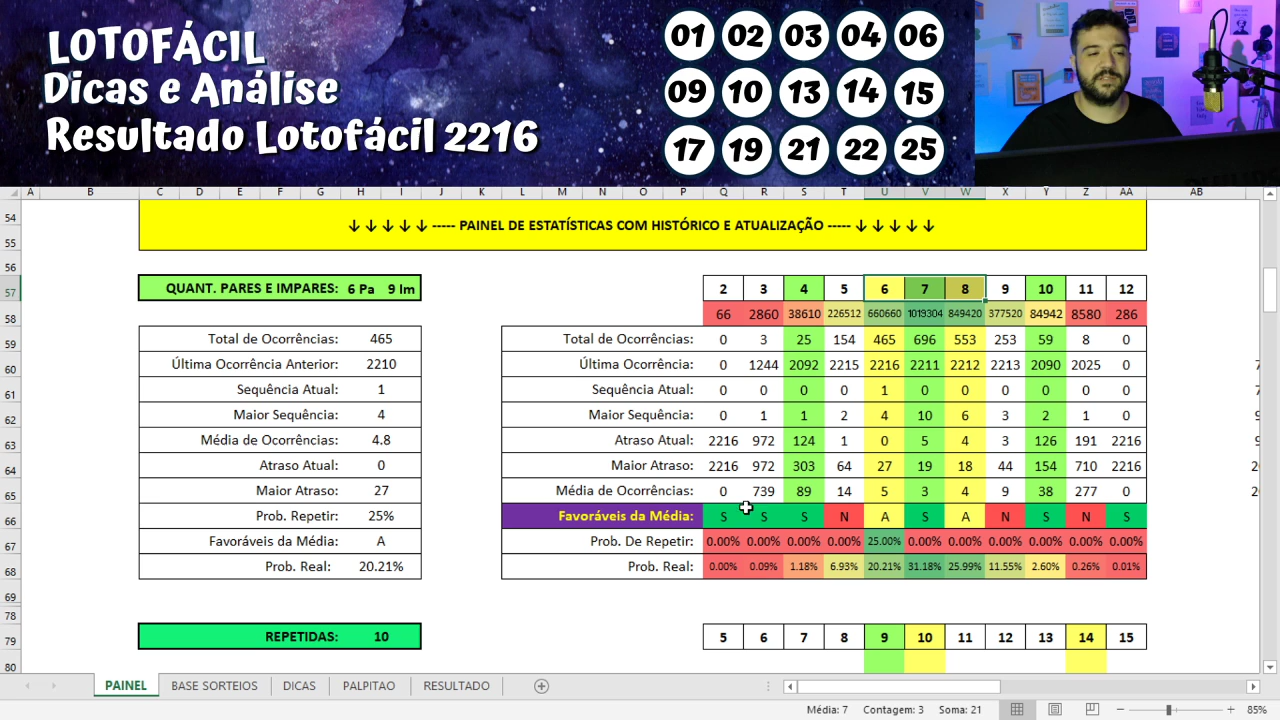 LOTOFÁCIL
Dicas e Análise
Resultado Lotofácil 2216
01 02 03 04 06
09 10 13 14 15
17 19 21 22 25
A B C D E F G H I J K L M N O P Q R S T U V W X Y Z AA AB
54
↓ ↓ ↓ ↓ ↓ ----- PAINEL DE ESTATÍSTICAS COM HISTÓRICO E ATUALIZAÇÃO ----- ↓ ↓ ↓ ↓ ↓
55
56
57 QUANT. PARES E IMPARES: 6 Pa 9 Im 2 3 4 5 6 7 8 9 10 11 12
58 66 2860 38610 226512 660660 1019304 849420 377520 84942 8580 286
59 Total de Ocorrências: 465 Total de Ocorrências: 0 3 25 154 465 696 553 253 59 8 0
60 Última Ocorrência Anterior: 2210 Última Ocorrência: 0 1244 2092 2215 2216 2211 2212 2213 2090 2025 0
61 Sequência Atual: 1 Sequência Atual: 0 0 0 0 1 0 0 0 0 0 0
62 Maior Sequência: 4 Maior Sequência: 0 1 1 2 4 10 6 3 2 1 0
63 Média de Ocorrências: 4.8 Atraso Atual: 2216 972 124 1 0 5 4 3 126 191 2216
64 Atraso Atual: 0 Maior Atraso: 2216 972 303 64 27 19 18 44 154 710 2216
65 Maior Atraso: 27 Média de Ocorrências: 0 739 89 14 5 3 4 9 38 277 0
66 Prob. Repetir: 25% Favoráveis da Média: S S S N A S A N S N S
67 Favoráveis da Média: A Prob. De Repetir: 0.00% 0.00% 0.00% 0.00% 25.00% 0.00% 0.00% 0.00% 0.00% 0.00% 0.00%
68 Prob. Real: 20.21% Prob. Real: 0.00% 0.09% 1.18% 6.93% 20.21% 31.18% 25.99% 11.55% 2.60% 0.26% 0.01%
69
78
79 REPETIDAS: 10 5 6 7 8 9 10 11 12 13 14 15
80
PAINEL BASE SORTEIOS DICAS PALPITAO RESULTADO
Média: 7 Contagem: 3 Soma: 21 85%